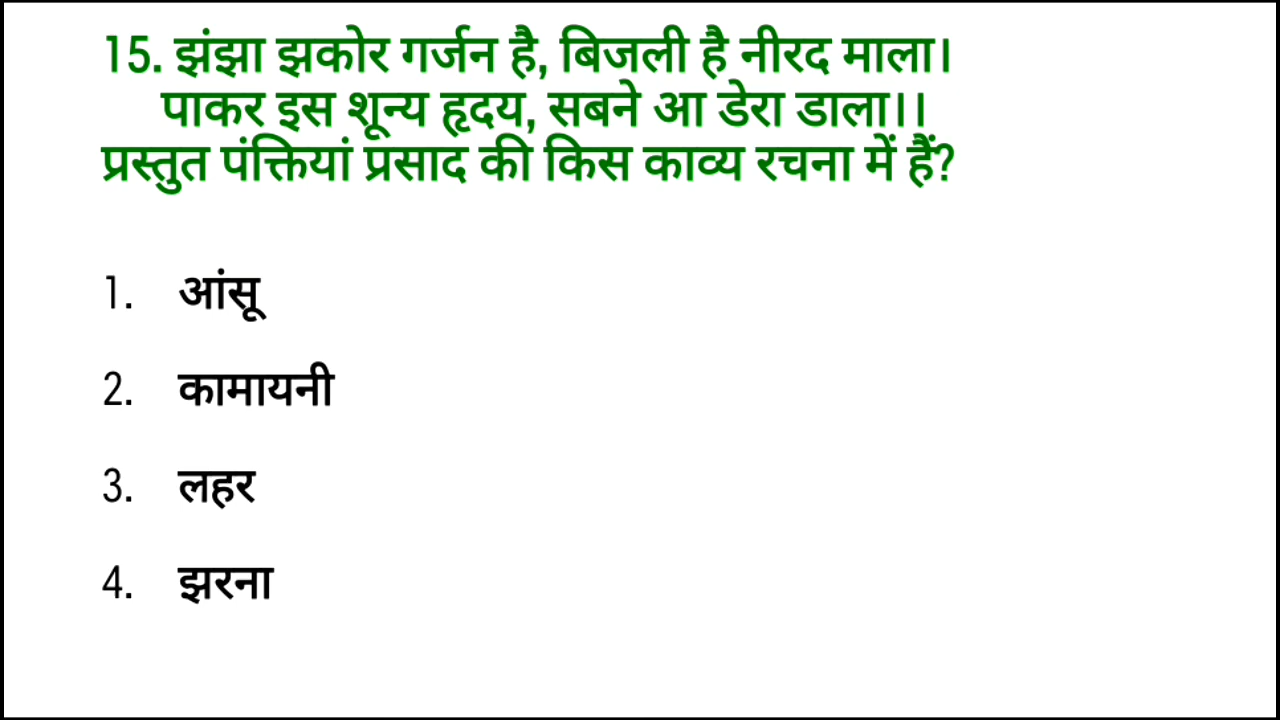 15. झंझा झकोर गर्जन है, बिजली है नीरद माला।
पाकर इस शून्य हृदय, सबने आ डेरा डाला।।
प्रस्तुत पंक्तियां प्रसाद की किस काव्य रचना में हैं?
1. आंसू
2. कामायनी
3. लहर
4. झरना